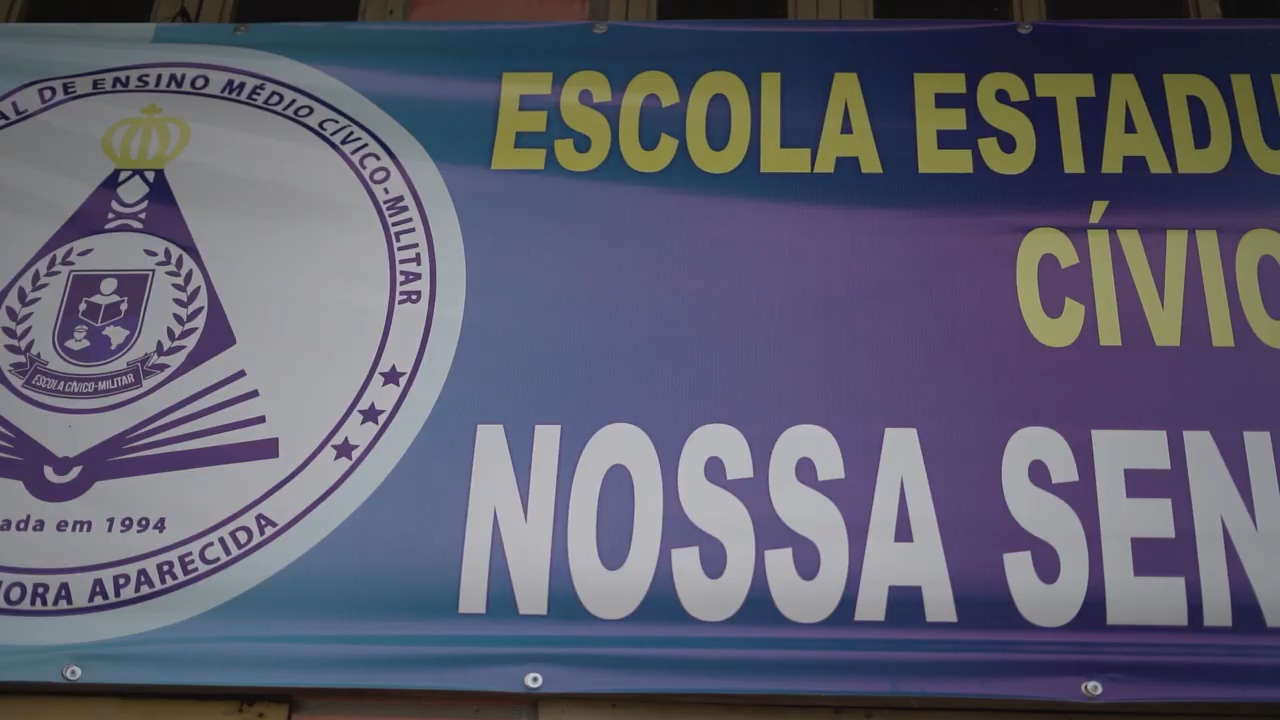 AL DE ENSINO MÉDIO CÍVICO-MILITAR
ESCOLA CÍVICO-MILITAR
ada em 1994
HORA APARECIDA
ESCOLA ESTADU
CÍVIC
NOSSA SEN